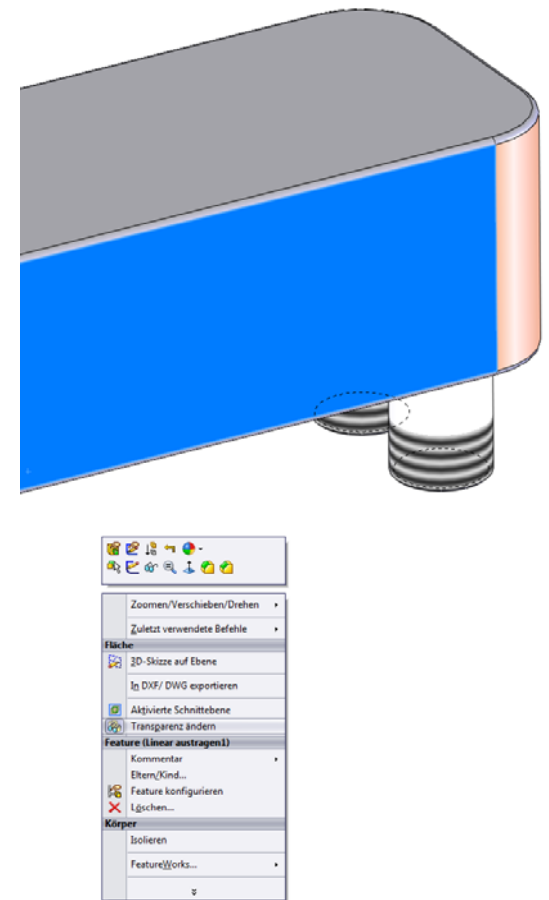 Zoomen/Verschieben/Drehen
Zuletzt verwendete Befehle
Fläche
3D-Skizze auf Ebene
In DXF/ DWG exportieren
Aktivierte Schnittebene
Transparenz ändern
Feature (Linear austragen1)
Kommentar
Eltern/Kind...
Feature konfigurieren
Löschen...
Körper
Isolieren
FeatureWorks...